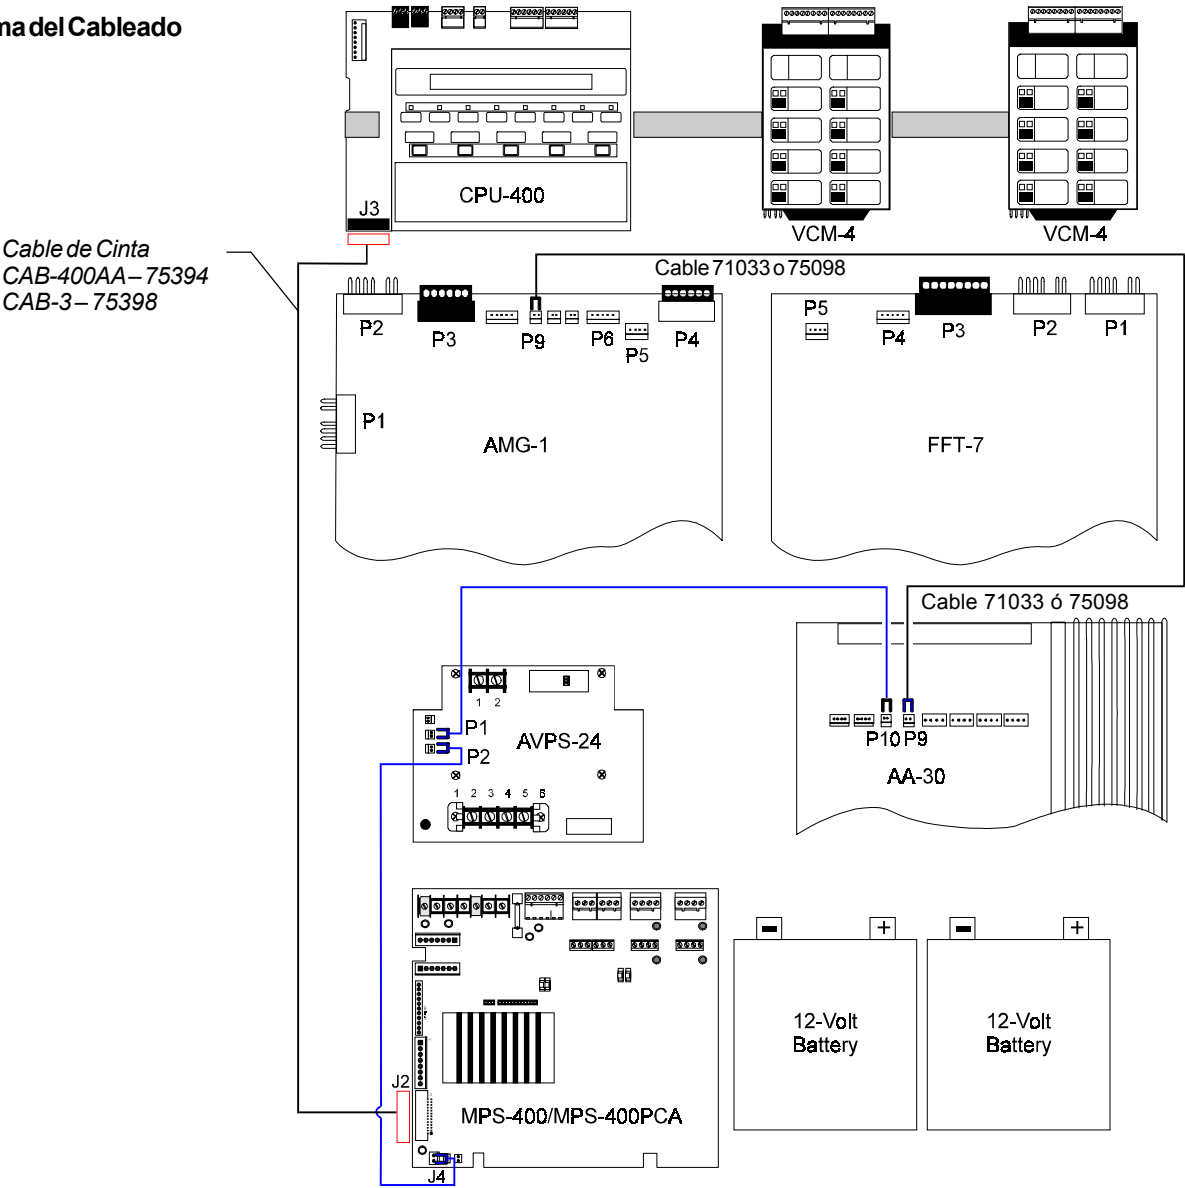 ma del Cableado
CPU-400
J3
VCM-4
VCM-4
Cable de Cinta
CAB-400AA – 75394
CAB-3 – 75398
Cable 71033 o 75098
P2
P3
P9
P6
P5
P4
P1
AMG-1
P5
P4
P3
P2
P1
FFT-7
Cable 71033 ó 75098
1 2
P1
P2
AVPS-24
1 2 3 4 5 6
P10 P9
AA-30
J2
MPS-400/MPS-400PCA
J4
- +
12-Volt
Battery
- +
12-Volt
Battery